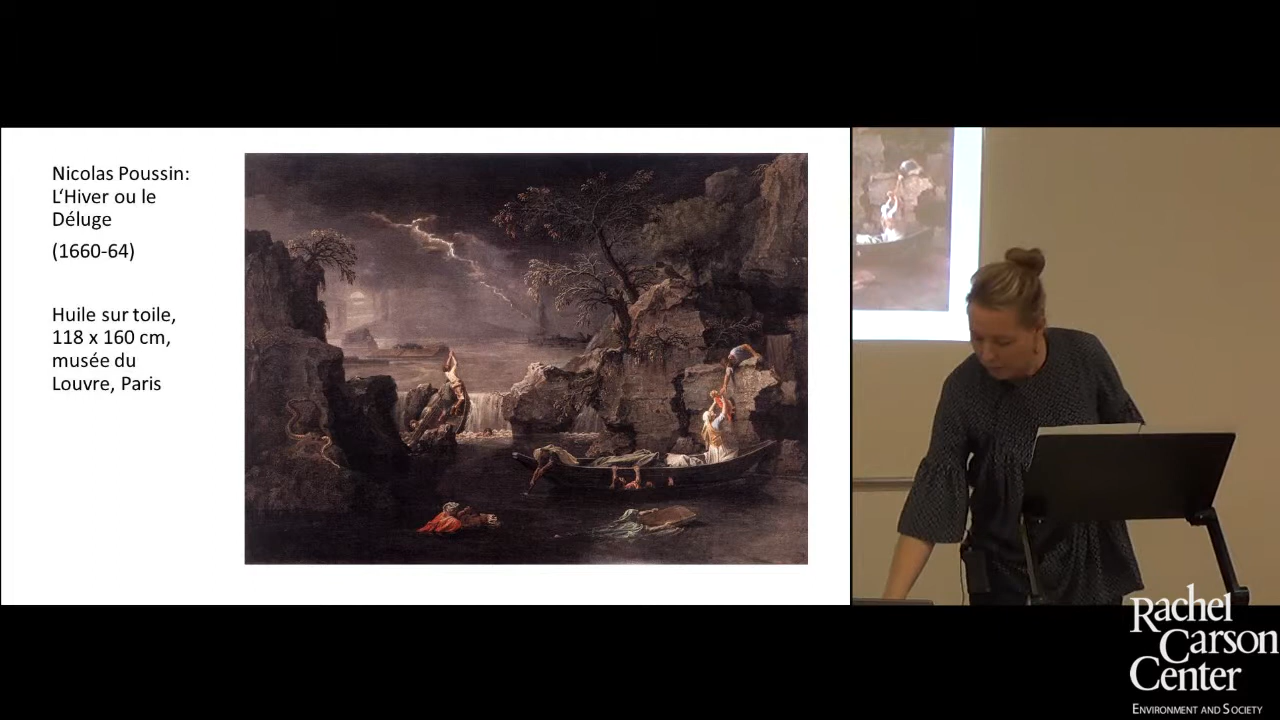 Nicolas Poussin:
L‘Hiver ou le
Déluge
(1660-64)
Huile sur toile,
118 x 160 cm,
musée du
Louvre, Paris
Rachel
Carson
Center
Environment and Society